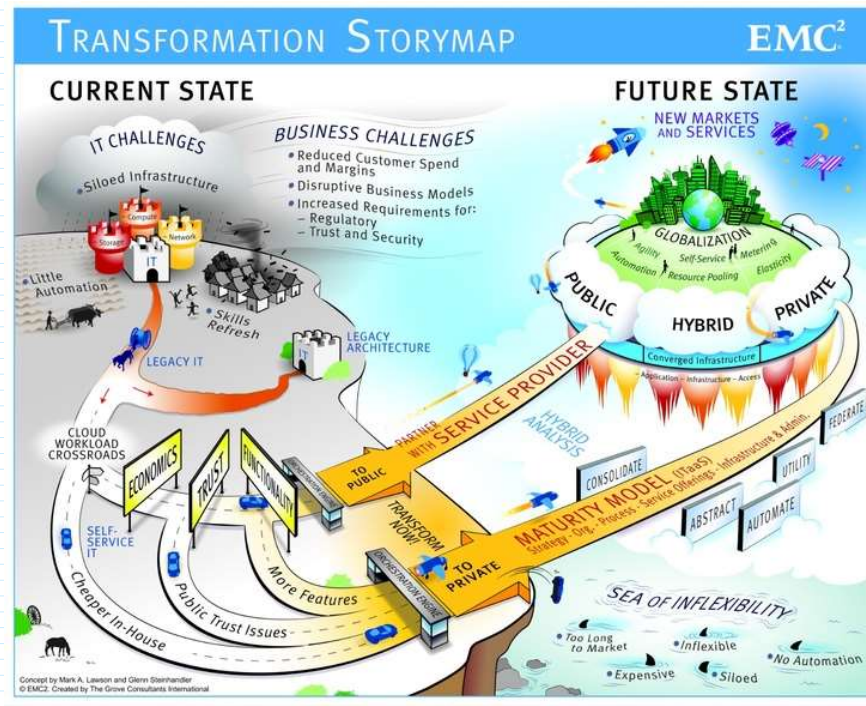 TRANSFORMATION STORYMAP
EMC²
CURRENT STATE
FUTURE STATE
IT CHALLENGES
• Siloed Infrastructure
Compute
Storage
Network
IT
• Little
Automation
• Skills
Refresh
BUSINESS CHALLENGES
• Reduced Customer Spend
and Margins
• Disruptive Business Models
• Increased Requirements for:
– Regulatory
– Trust and Security
NEW MARKETS
AND SERVICES
GLOBALIZATION
Agility
Self-Service
Metering
Automation
Resource Pooling
Elasticity
PUBLIC
HYBRID
PRIVATE
Converged Infrastructure
– Application – Infrastructure – Access
LEGACY IT
IT
LEGACY
ARCHITECTURE
CLOUD
WORKLOAD
CROSSROADS
ECONOMICS
TRUST
FUNCTIONALITY
SELF-
SERVICE
IT
Cheaper In-House
Public Trust Issues
More Features
ORCHESTRATION ENGINE
TO
PUBLIC
PARTNER
WITH SERVICE PROVIDER
TRANSFORM
NOW!
ORCHESTRATION ENGINE
TO
PRIVATE
MATURITY MODEL (ITaaS)
Strategy - Org. - Process - Service Offerings - Infrastructure & Admin.
HYBRID
ANALYSIS
CONSOLIDATE
ABSTRACT
AUTOMATE
UTILITY
FEDERATE
SEA OF INFLEXIBILITY
• Too Long
to Market
• Inflexible
• No Automation
• Expensive
• Siloed
Concept by Mark A. Lawson and Glenn Steinhandler
© EMC2. Created by The Grove Consultants International